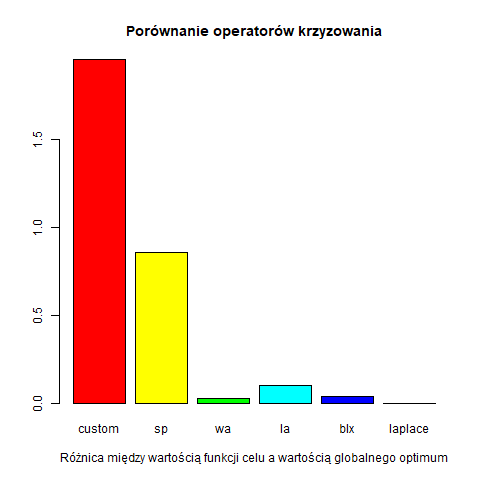 Porównanie operatorów krzyzowania
1.5
1.0
0.5
0.0
custom sp wa la blx laplace
Różnica między wartością funkcji celu a wartością globalnego optimum